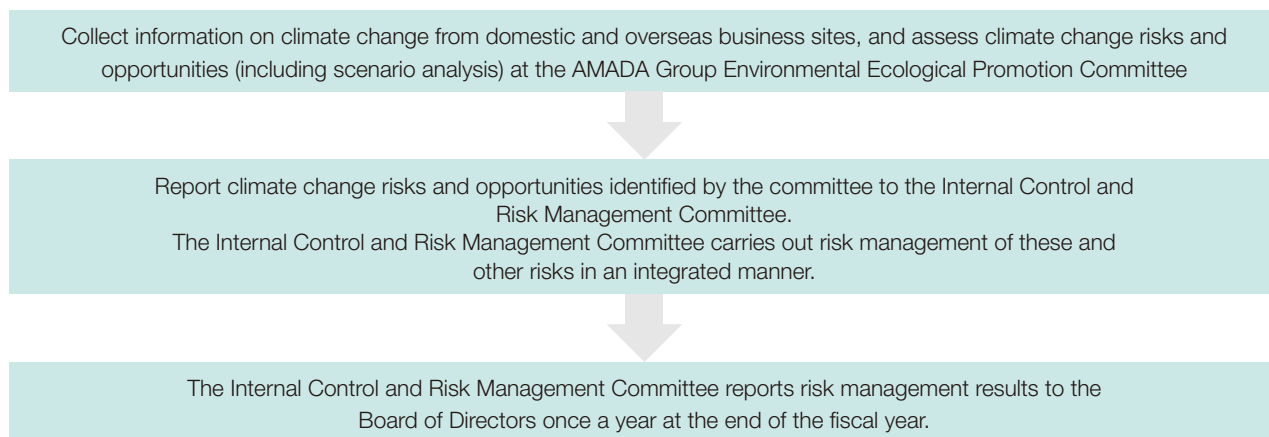 Collect information on climate change from domestic and overseas business sites, and assess climate change risks and
opportunities (including scenario analysis) at the AMADA Group Environmental Ecological Promotion Committee
Report climate change risks and opportunities identified by the committee to the Internal Control and
Risk Management Committee.
The Internal Control and Risk Management Committee carries out risk management of these and
other risks in an integrated manner.
The Internal Control and Risk Management Committee reports risk management results to the
Board of Directors once a year at the end of the fiscal year.